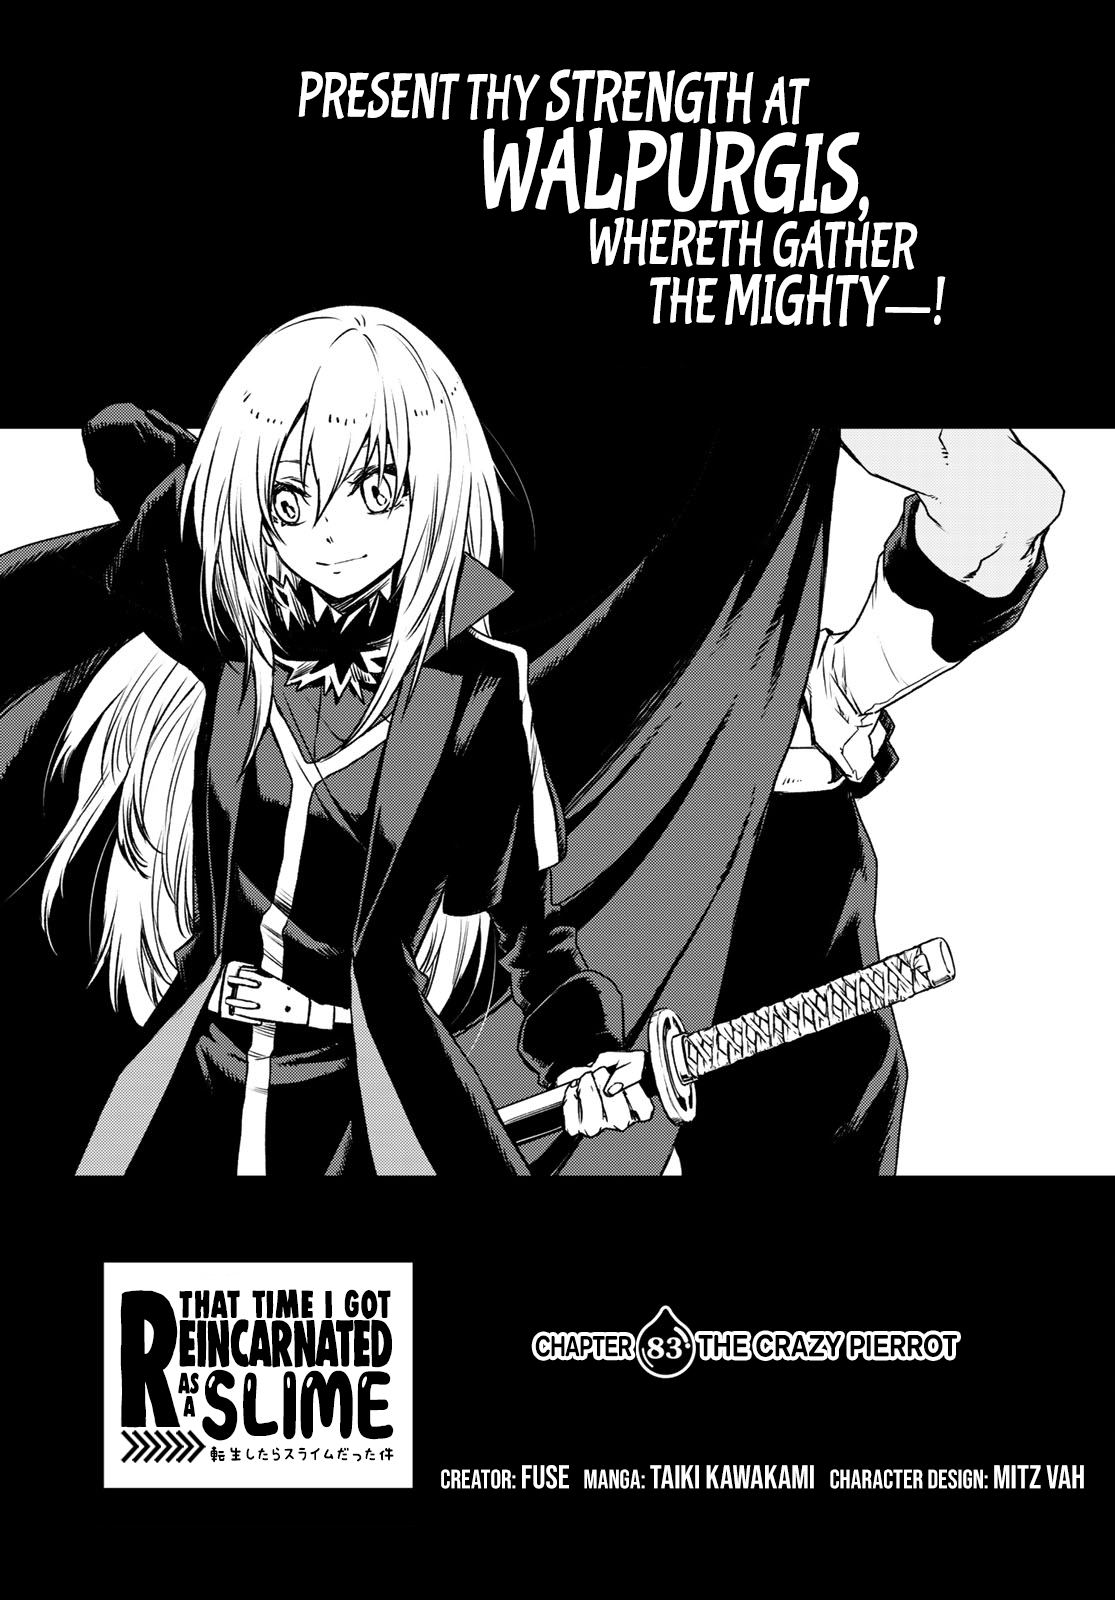 PRESENT THY STRENGTH AT
WALPURGIS,
WHERETH GATHER
THE MIGHTY—!
THAT TIME I GOT
REINCARNATED
AS A
SLIME
転生したらスライムだった件
CHAPTER 83: THE CRAZY PIERROT
CREATOR: FUSE MANGA: TAIKI KAWAKAMI CHARACTER DESIGN: MITZ VAH